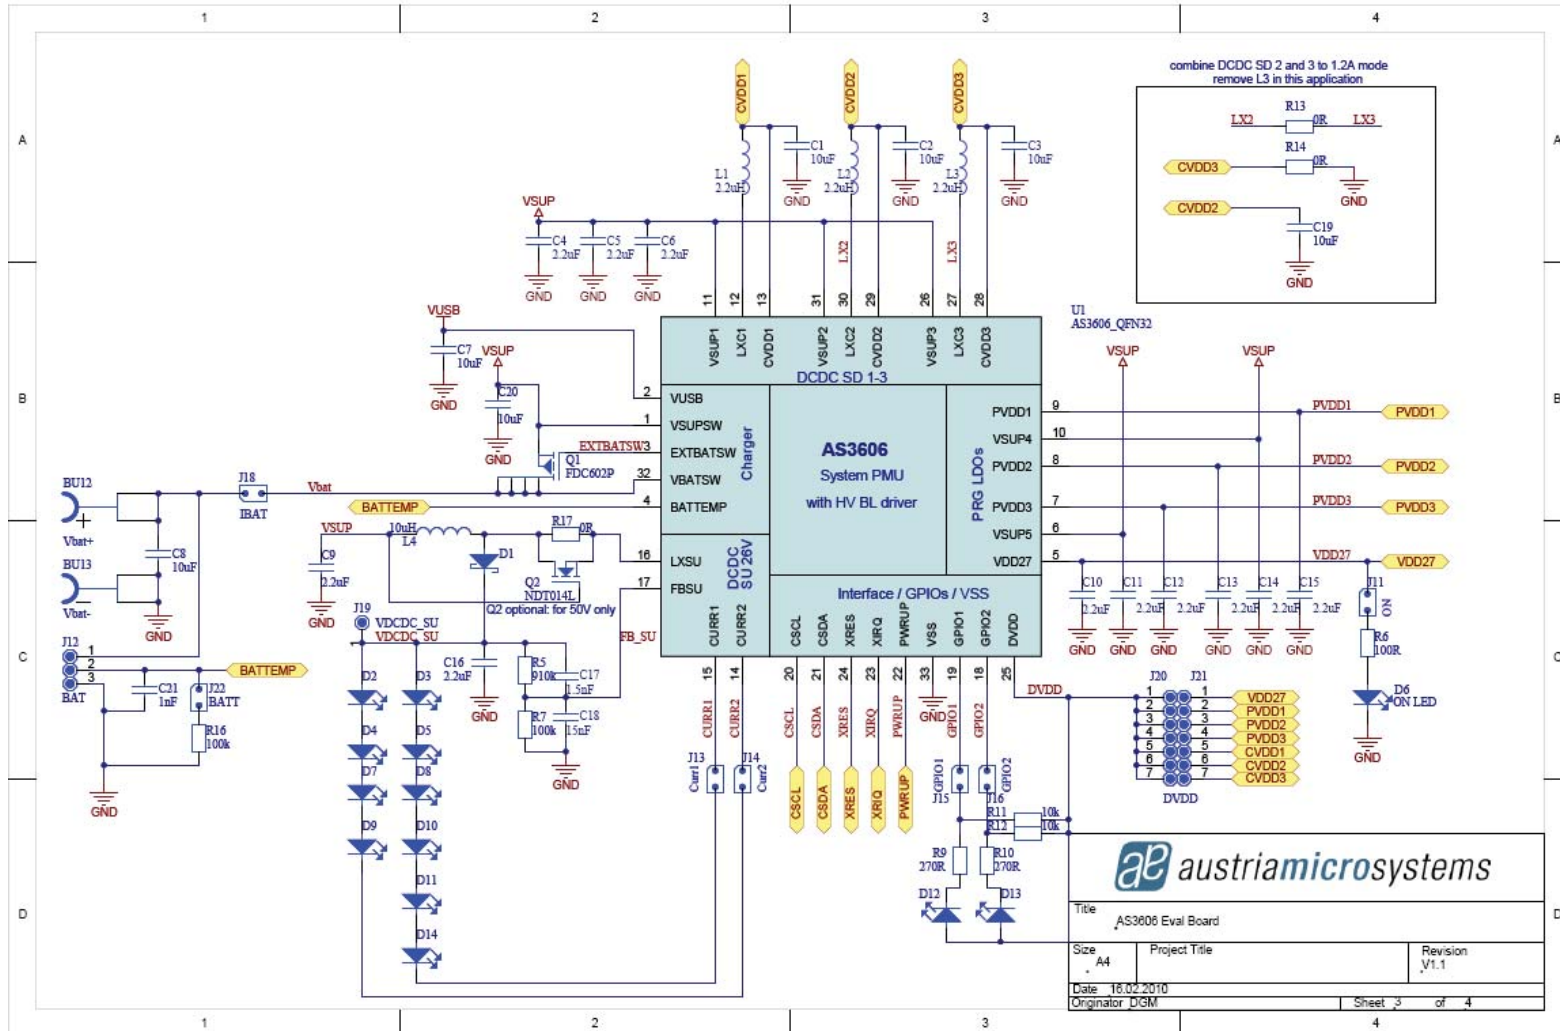 1 2 3 4
A
B
C
D
A
B
C
D
combine DCDC SD 2 and 3 to 1.2A mode
remove L3 in this application
R13
LX2 0R LX3
R14
CVDD3 0R
GND
CVDD2
C19
10uF
GND
CVDD1 CVDD2 CVDD3
C1
10uF
GND
C2
10uF
GND
C3
10uF
GND
L1
2.2uH
L2
2.2uH
L3
2.2uH
VSUP
C4
2.2uF
GND
C5
2.2uF
GND
C6
2.2uF
GND
LX2
LX3
11 12 13 31 30 29 26 27 28
VSUP1 LXC1 CVDD1 VSUP2 LXC2 CVDD2 VSUP3 LXC3 CVDD3
DCDC SD 1-3
U1
AS3606_QFN32
VUSB
C7
10uF
GND
VSUP
C20
10uF
GND
EXTBATSW
Q1
FDC602P
2 VUSB
1 VSUPSW
3 EXTBATSW
32 VBATSW
4 BATTEMP
Charger
AS3606
System PMU
with HV BL driver
PRG LDOs
PVDD1 9
VSUP4 10
PVDD2 8
PVDD3 7
VSUP5 6
VDD27 5
VSUP
VSUP
PVDD1 PVDD1
PVDD2 PVDD2
PVDD3 PVDD3
VDD27 VDD27
BU12
Vbat+
+
BU13
Vbat-
C8
10uF
GND
J18
IBAT
Vbat
BATTEMP
VSUP
10uH
L4
C9
2.2uF
GND
D1
R17
0R
Q2
NDT014L
Q2 optional: for 50V only
16 LXSU
17 FBSU
DCDC
SU 26V
Interface / GPIOs / VSS
CURR1 CURR2 CSCL CSDA XRES XIRQ PWRUP VSS GPIO1 GPIO2 DVDD
15 14 20 21 24 23 22 33 19 18 25
C10
2.2uF
GND
C11
2.2uF
GND
C12
2.2uF
GND
C13
2.2uF
GND
C14
2.2uF
GND
C15
2.2uF
GND
J11
ON
R6
100R
D6
ON LED
GND
J12
1
2
3
BAT
BATTEMP
C21
1nF
J22
BATT
R16
100k
GND
J19
1
VDCDC_SU
VDCDC_SU
FB_SU
C16
2.2uF
GND
R5
910k
C17
1.5nF
R7
100k
C18
15nF
GND
D2 D3
D4 D5
D7 D8
D9 D10
D11
D14
CURR1 CURR2 CSCL CSDA XRES XIRQ PWRUP GND GPIO1 GPIO2
DVDD
J13
Curr1
J14
Curr2
CSCL CSDA XRES XRIQ PWRUP
J15
GPIO1
J16
GPIO2
R11 10k
R12 10k
R9
270R
R10
270R
D12
D13
J20 J21
1 1 VDD27
2 2 PVDD1
3 3 PVDD2
4 4 PVDD3
5 5 CVDD1
6 6 CVDD2
7 7 CVDD3
DVDD
ae austriamicrosystems
Title
AS3606 Eval Board
Size
A4
Project Title
Revision
V1.1
Date 16.02.2010
Originator DGM
Sheet 3 of 4
1 2 3 4